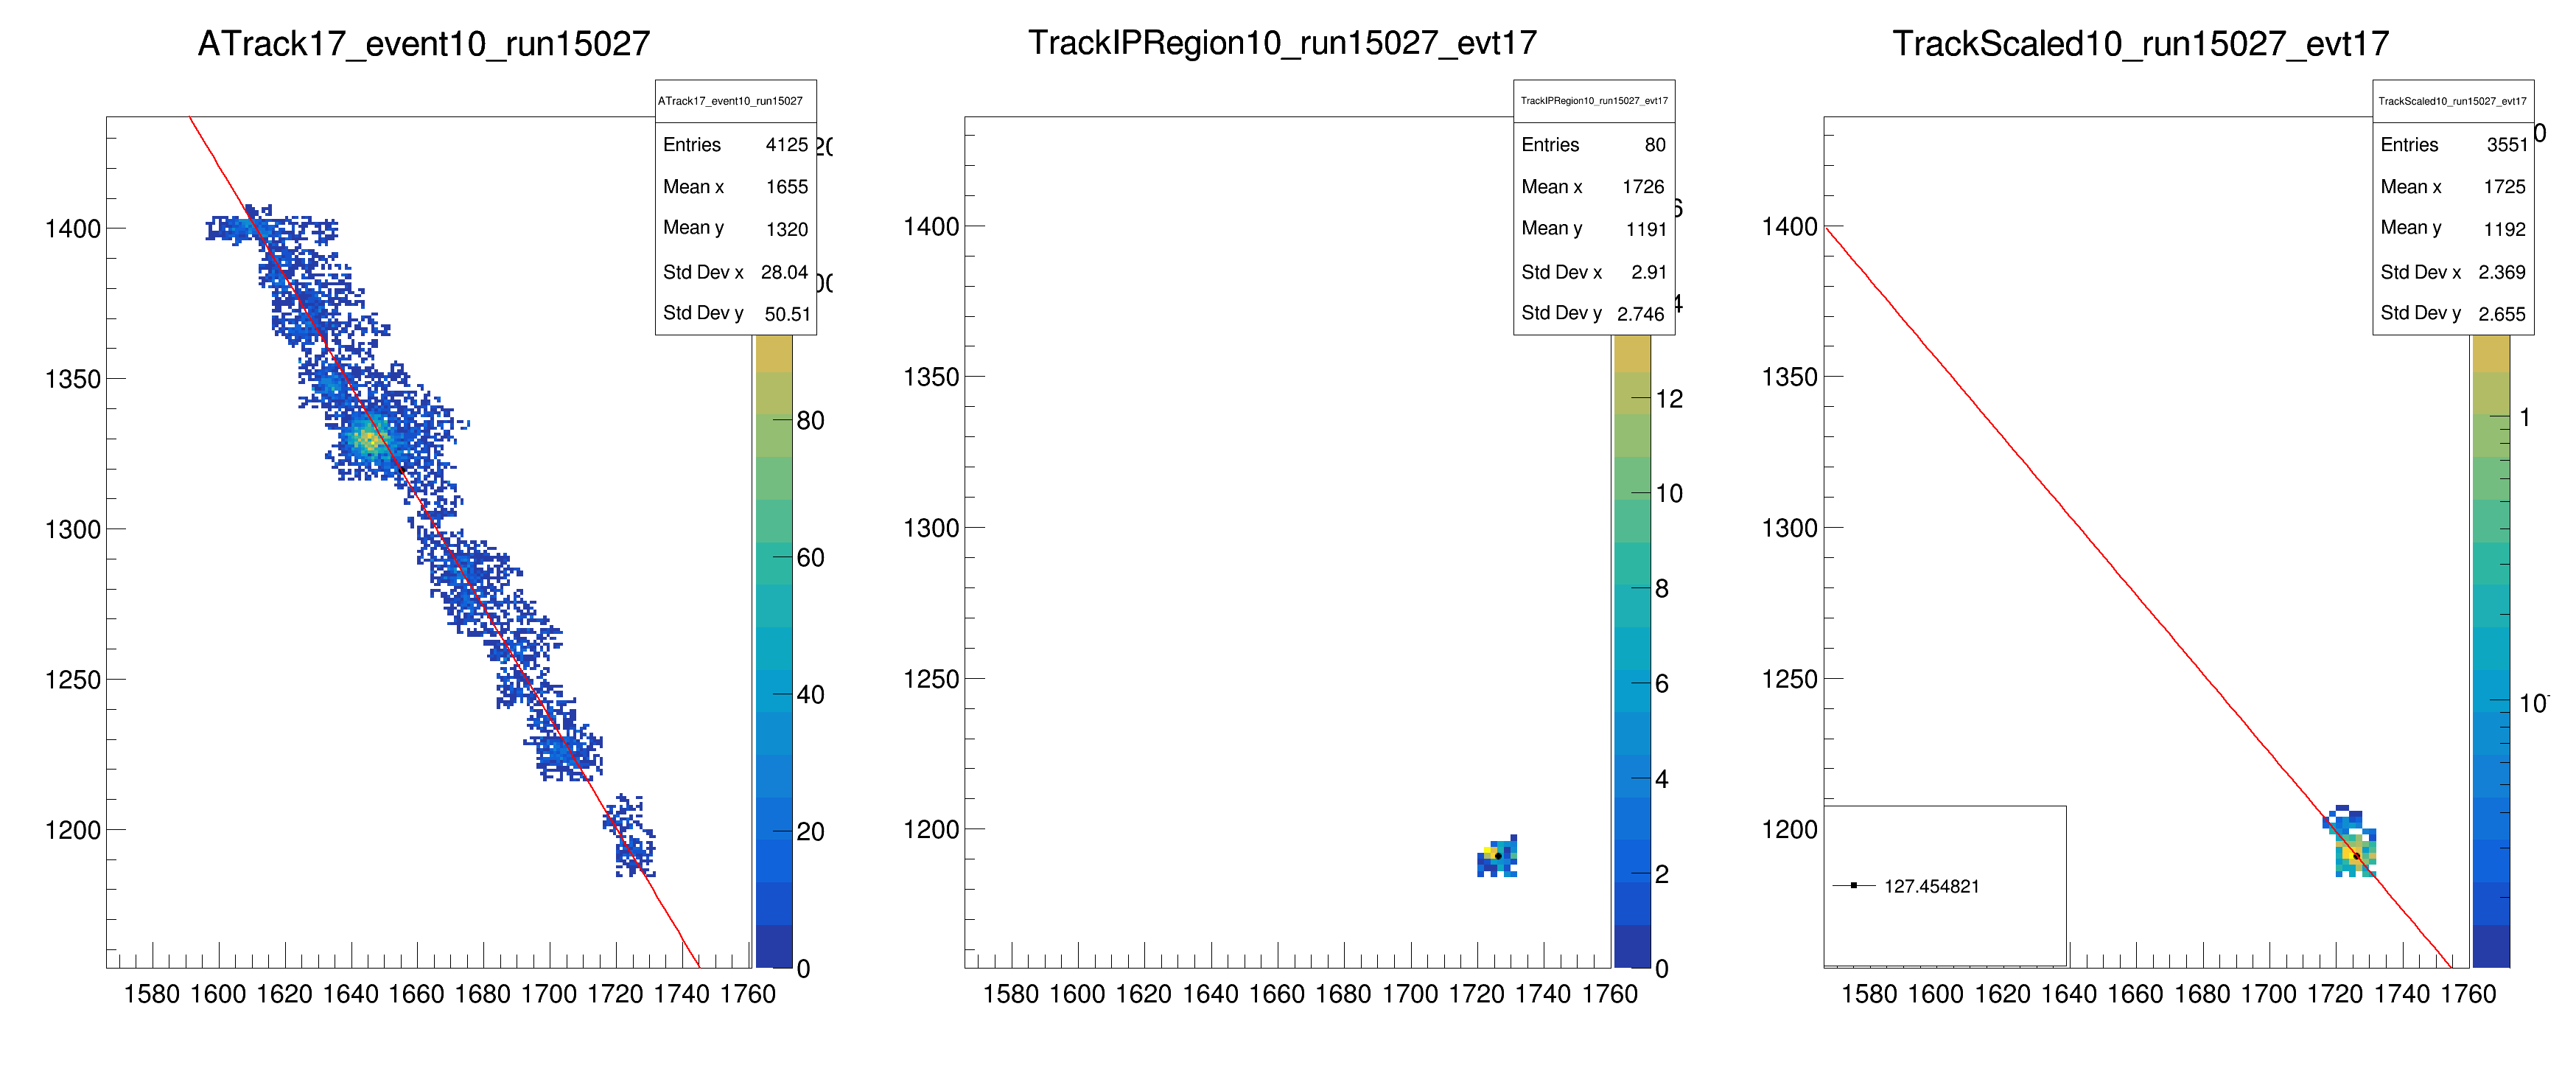 ATrack17_event10_run15027
TrackIPRegion10_run15027_evt17
TrackScaled10_run15027_evt17
ATrack17_event10_run15027
Entries 4125
Mean x 1655
Mean y 1320
Std Dev x 28.04
Std Dev y 50.51
TrackIPRegion10_run15027_evt17
Entries 80
Mean x 1726
Mean y 1191
Std Dev x 2.91
Std Dev y 2.746
TrackScaled10_run15027_evt17
Entries 3551
Mean x 1725
Mean y 1192
Std Dev x 2.369
Std Dev y 2.655
1400
1350
1300
1250
1200
1580 1600 1620 1640 1660 1680 1700 1720 1740 1760
80
60
40
20
0
1400
1350
1300
1250
1200
1580 1600 1620 1640 1660 1680 1700 1720 1740 1760
12
10
8
6
4
2
0
1400
1350
1300
1250
1200
127.454821
1580 1600 1620 1640 1660 1680 1700 1720 1740 1760
1
10